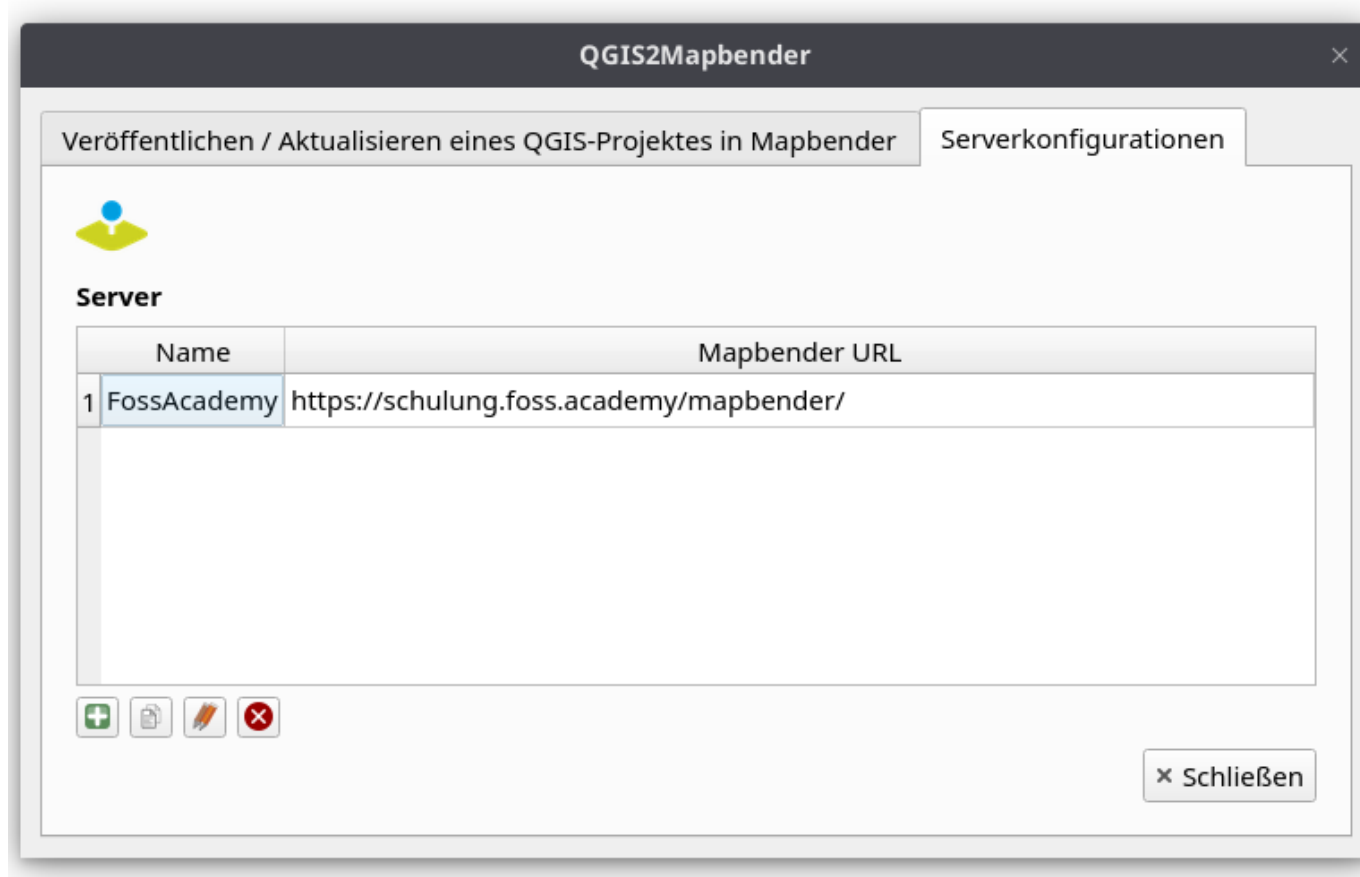 QGIS2Mapbender
Veröffentlichen / Aktualisieren eines QGIS-Projektes in Mapbender
Serverkonfigurationen
Server
Name Mapbender URL
1 FossAcademy https://schulung.foss.academy/mapbender/
Schließen